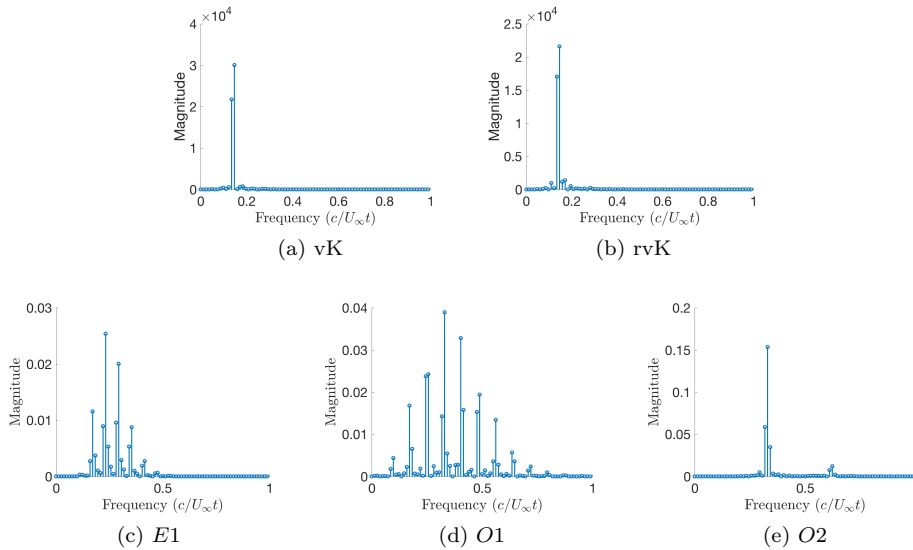 ×10⁴
4
3
2
1
0
Magnitude
0 0.2 0.4 0.6 0.8 1
Frequency (c/U∞t)
(a) vK
×10⁴
2.5
2
1.5
1
0.5
0
Magnitude
0 0.2 0.4 0.6 0.8 1
Frequency (c/U∞t)
(b) rvK
0.03
0.02
0.01
0
Magnitude
0 0.5 1
Frequency (c/U∞t)
(c) E1
0.04
0.03
0.02
0.01
0
Magnitude
0 0.5 1
Frequency (c/U∞t)
(d) O1
0.2
0.15
0.1
0.05
0
Magnitude
0 0.5
Frequency (c/U∞t)
(e) O2